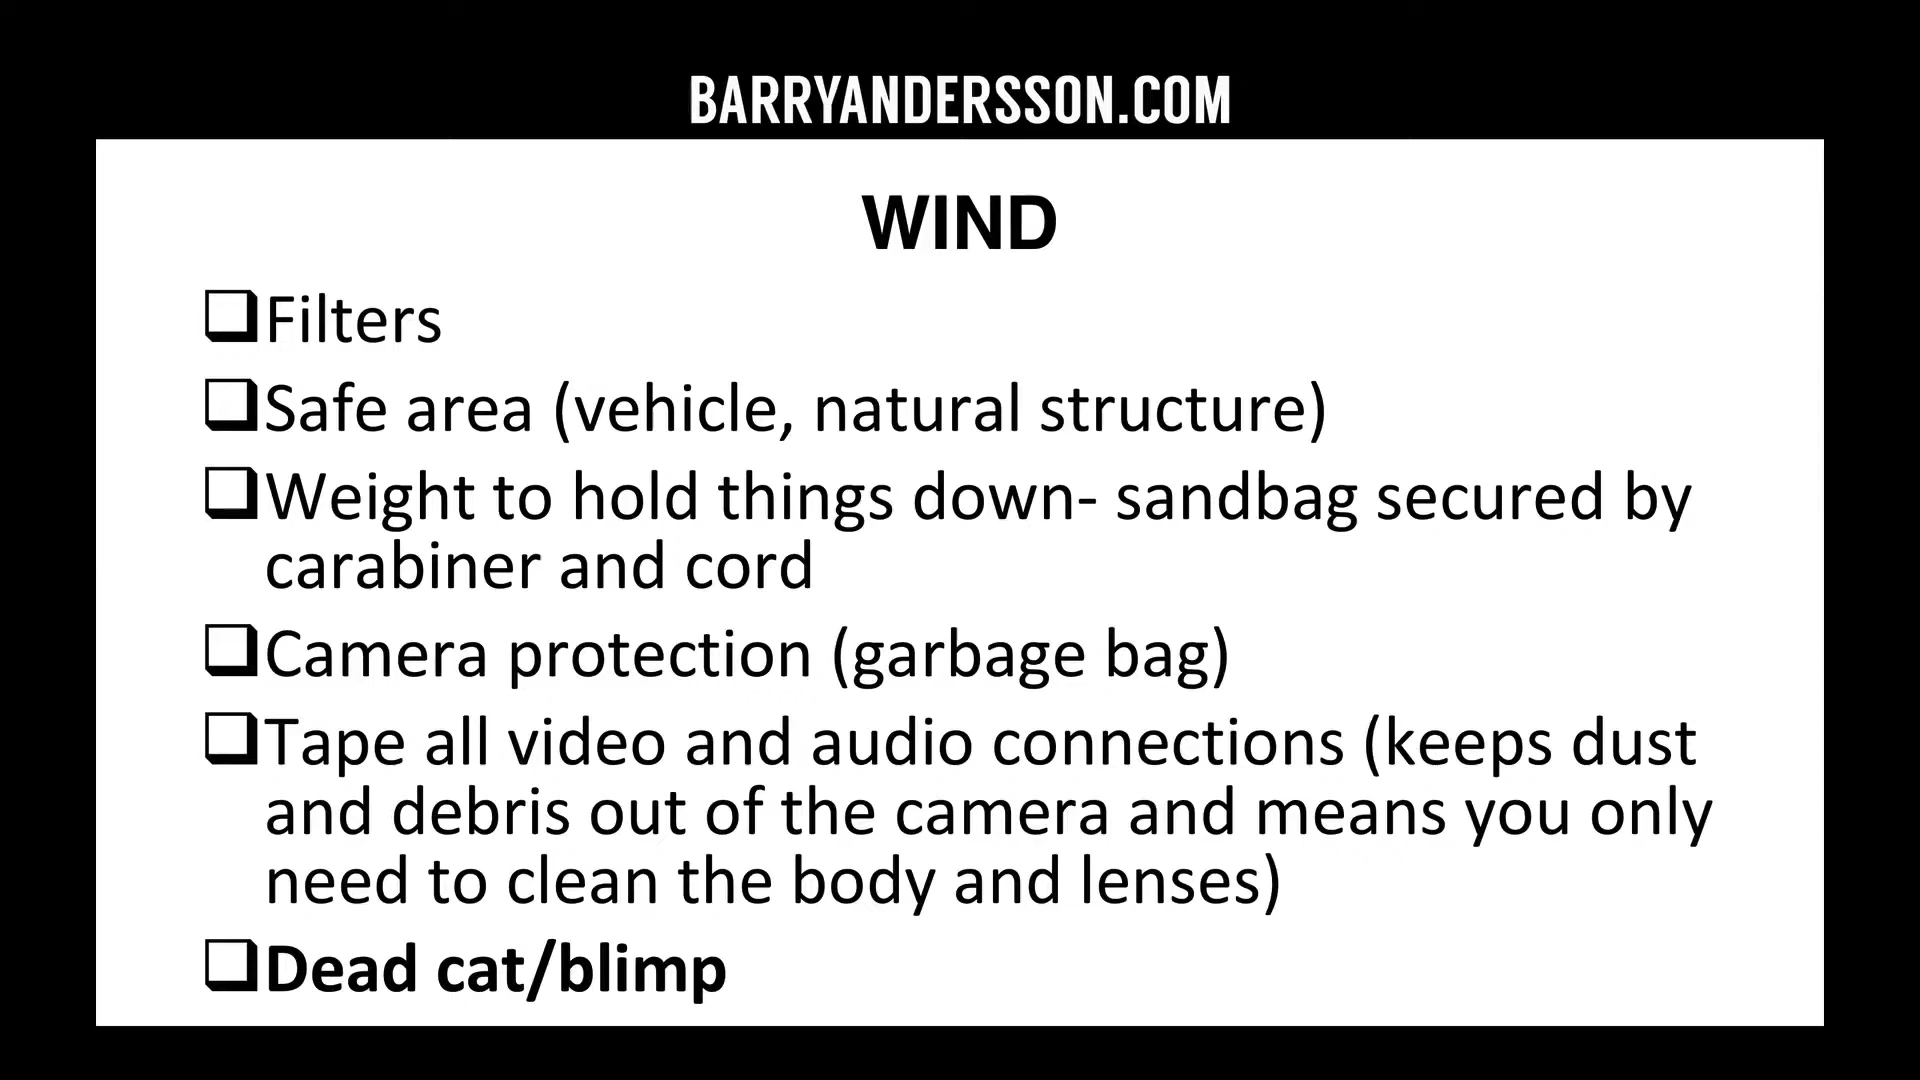 BARRYANDERSSON.COM
WIND
❑Filters
❑Safe area (vehicle, natural structure)
❑Weight to hold things down- sandbag secured by
carabiner and cord
❑Camera protection (garbage bag)
❑Tape all video and audio connections (keeps dust
and debris out of the camera and means you only
need to clean the body and lenses)
❑Dead cat/blimp